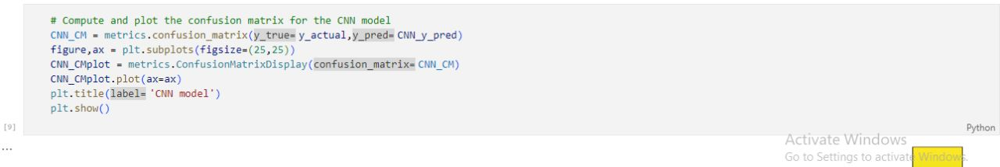 # Compute and plot the confusion matrix for the CNN model
CNN_CM = metrics.confusion_matrix(y_true= y_actual,y_pred= CNN_y_pred)
figure,ax = plt.subplots(figsize=(25,25))
CNN_CMplot = metrics.ConfusionMatrixDisplay(confusion_matrix= CNN_CM)
CNN_CMplot.plot(ax=ax)
plt.title(label= 'CNN model')
plt.show()
[9]
Python
...
Activate Windows
Go to Settings to activate Windows.